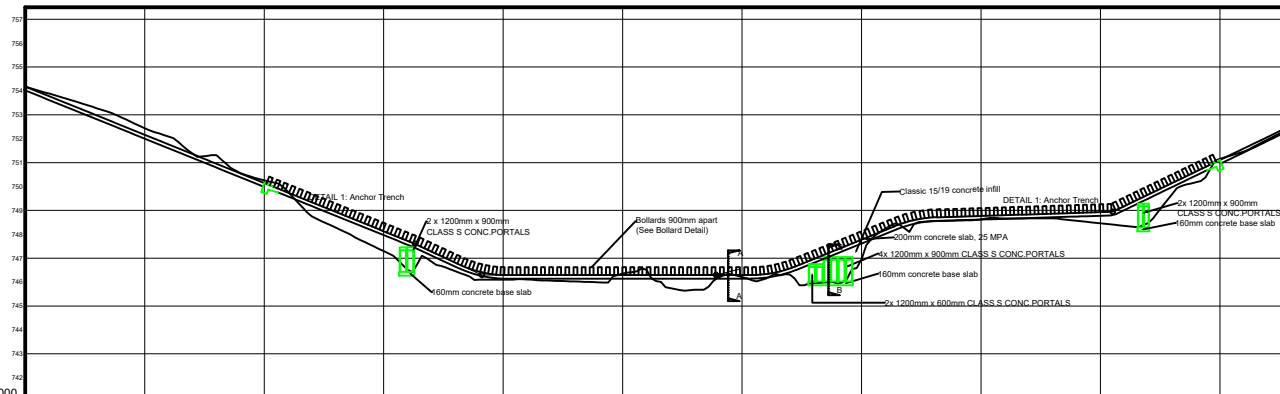 757
756
755
754
753
752
751
750
749
748
747
746
745
744
743
742
000
DETAIL 1: Anchor Trench
2 x 1200mm x 900mm
CLASS S CONC.PORTALS
160mm concrete base slab
Bollards 900mm apart
(See Bollard Detail)
A
A
Classic 15/19 concrete infill
200mm concrete slab, 25 MPA
4x 1200mm x 900mm CLASS S CONC.PORTALS
160mm concrete base slab
B
2x 1200mm x 600mm CLASS S CONC.PORTALS
DETAIL 1: Anchor Trench
2x 1200mm x 900mm
CLASS S CONC.PORTALS
160mm concrete base slab